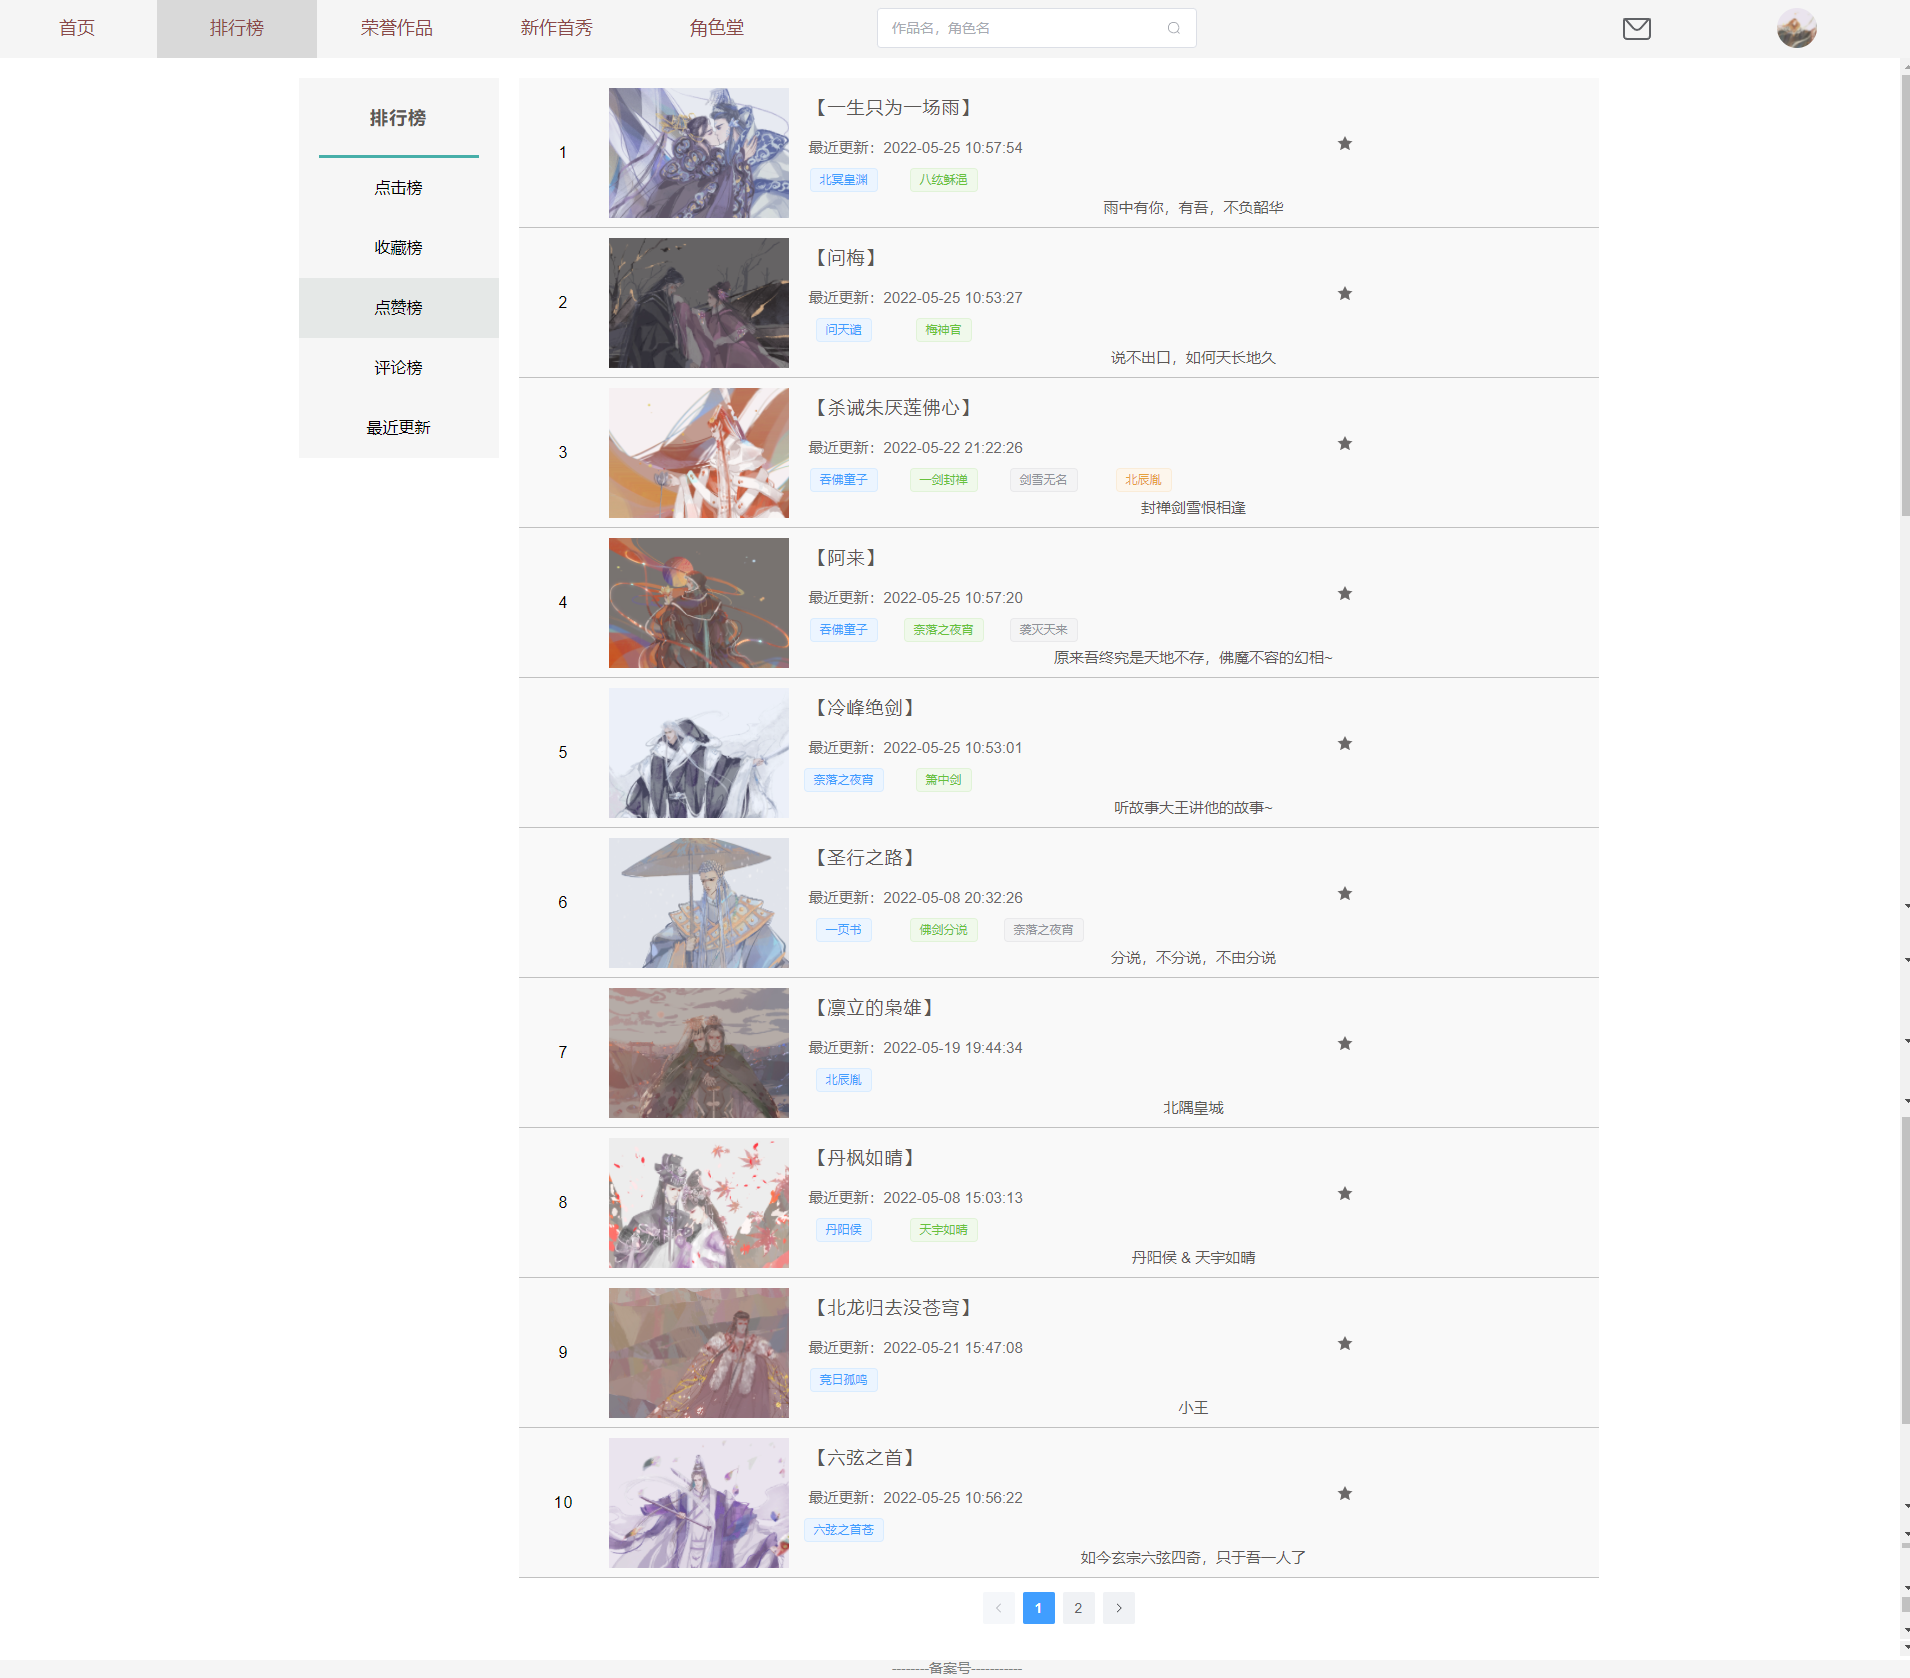 首页 排行榜 荣誉作品 新作首秀 角色堂 作品名，角色名
排行榜
点击榜
收藏榜
点赞榜
评论榜
最近更新
1
【一生只为一场雨】
最近更新：2022-05-25 10:57:54
北冥皇渊 八纮稣浥
雨中有你，有吾，不负韶华
2
【问梅】
最近更新：2022-05-25 10:53:27
问天谴 梅神官
说不出口，如何天长地久
3
【杀诫朱厌莲佛心】
最近更新：2022-05-22 21:22:26
吞佛童子 一剑封禅 剑雪无名 北辰胤
封禅剑雪恨相逢
4
【阿来】
最近更新：2022-05-25 10:57:20
吞佛童子 奈落之夜宵 袭灭天来
原来吾终究是天地不存，佛魔不容的幻相~
5
【冷峰绝剑】
最近更新：2022-05-25 10:53:01
奈落之夜宵 箫中剑
听故事大王讲他的故事~
6
【圣行之路】
最近更新：2022-05-08 20:32:26
一页书 佛剑分说 奈落之夜宵
分说，不分说，不由分说
7
【凛立的枭雄】
最近更新：2022-05-19 19:44:34
北辰胤
北隅皇城
8
【丹枫如晴】
最近更新：2022-05-08 15:03:13
丹阳侯 天宇如晴
丹阳侯 & 天宇如晴
9
【北龙归去没苍穹】
最近更新：2022-05-21 15:47:08
竞日孤鸣
小王
10
【六弦之首】
最近更新：2022-05-25 10:56:22
六弦之首苍
如今玄宗六弦四奇，只于吾一人了
1 2
--------备案号-----------